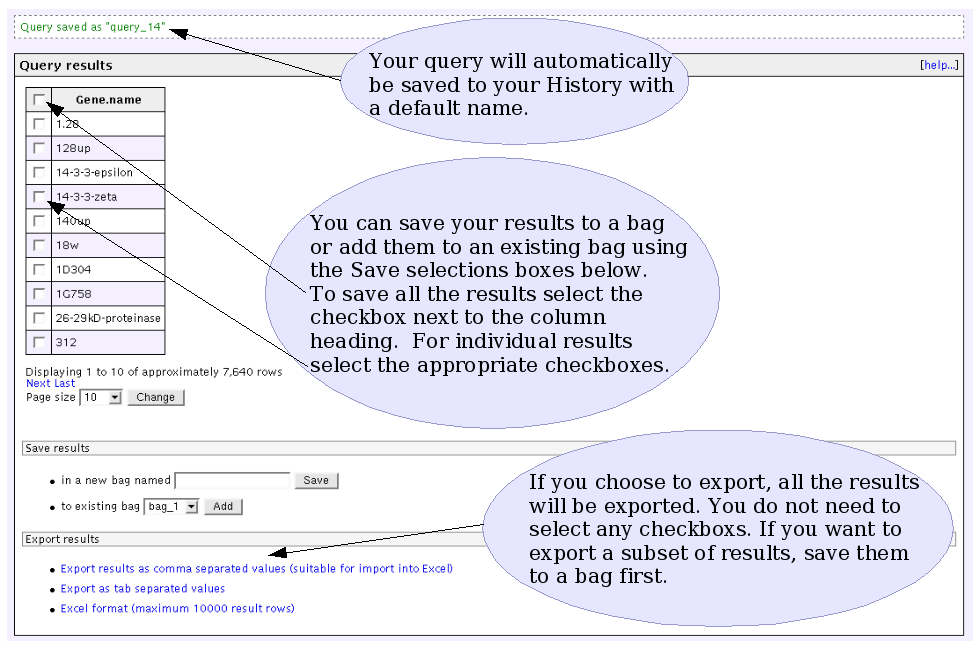 Query saved as "query_14"
Your query will automatically
be saved to your History with
a default name.
Query results
[help...]
Gene.name
1.28
128up
14-3-3-epsilon
14-3-3-zeta
140up
18w
1D304
1G758
26-29kD-proteinase
312
You can save your results to a bag
or add them to an existing bag using
the Save selections boxes below.
To save all the results select the
checkbox next to the column
heading.  For individual results
select the appropriate checkboxes.
Displaying 1 to 10 of approximately 7,640 rows
Next Last
Page size 10 Change
Save results
in a new bag named Save
to existing bag bag_1 Add
If you choose to export, all the results
will be exported. You do not need to
select any checkboxs. If you want to
export a subset of results, save them
to a bag first.
Export results
Export results as comma separated values (suitable for import into Excel)
Export as tab separated values
Excel format (maximum 10000 result rows)